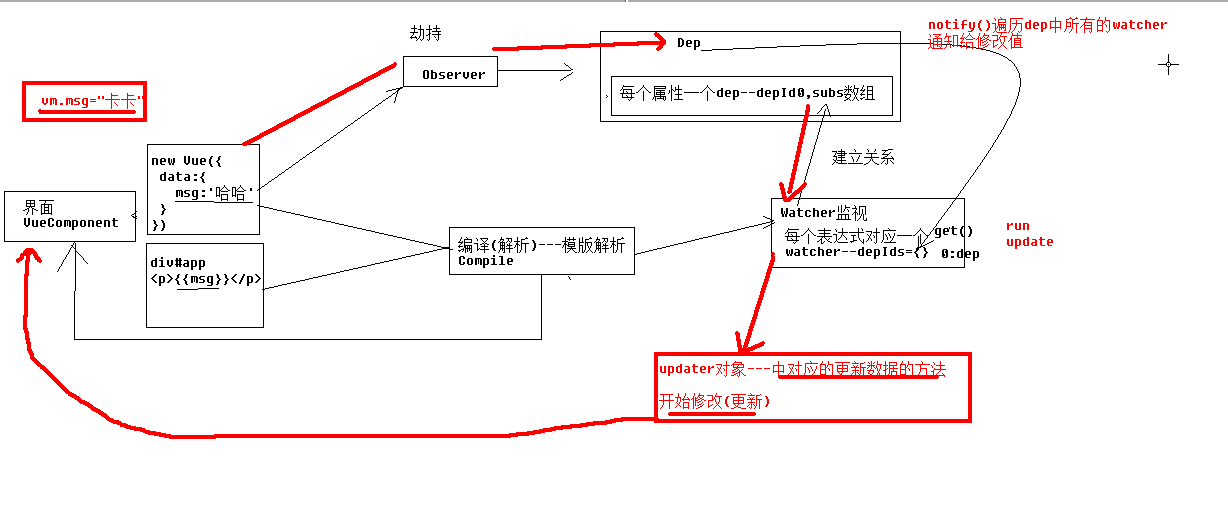 劫持
notify()遍历dep中所有的watcher
通知给修改值
Dep
Observer
每个属性一个dep--depId0,subs数组
vm.msg="卡卡"
new Vue({
data:{
msg:'哈哈'
}
})
建立关系
界面
VueComponent
Watcher监视
每个表达式对应一个
watcher--depIds={}
get()
0:dep
run
update
编译(解析)---模版解析
Compile
div#app
<p>{{msg}}</p>
updater对象---中对应的更新数据的方法
开始修改(更新)